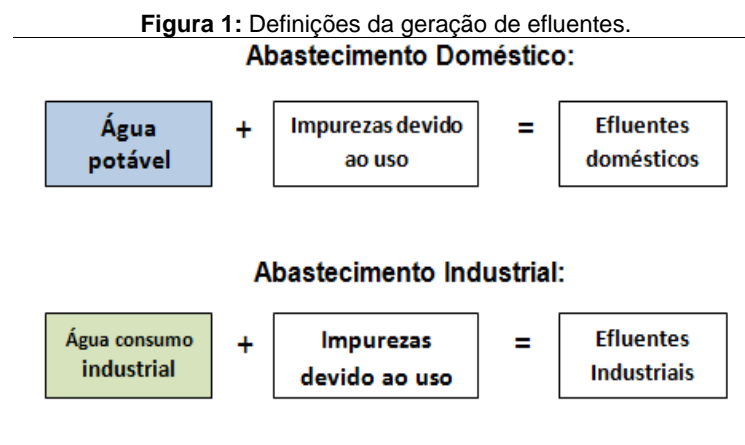 Figura 1: Definições da geração de efluentes.
Abastecimento Doméstico:
Água
potável
+
Impurezas devido
ao uso
=
Efluentes
domésticos
Abastecimento Industrial:
Água consumo
industrial
+
Impurezas
devido ao uso
=
Efluentes
Industriais